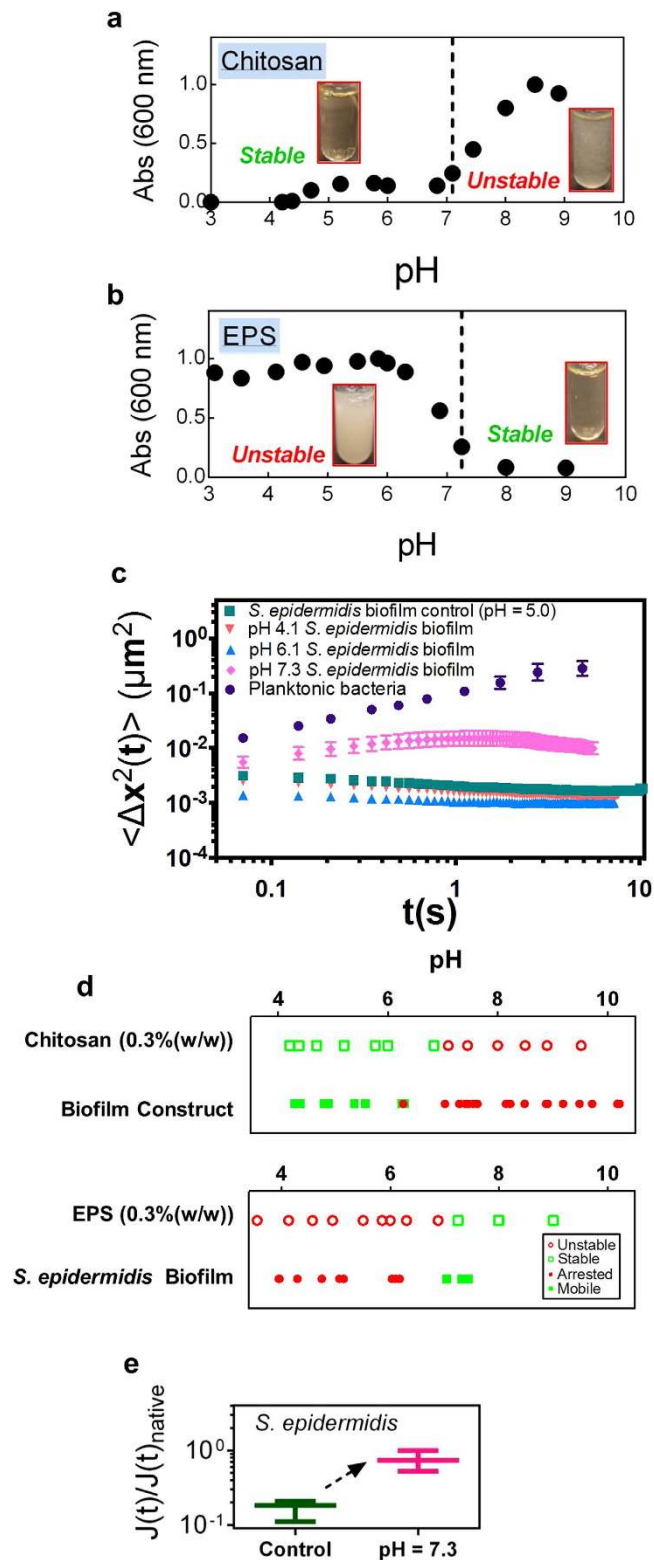 a
Chitosan
Stable
Unstable
Abs (600 nm)
1.0
0.5
0.0
3 4 5 6 7 8 9 10
pH
b
EPS
Unstable
Stable
Abs (600 nm)
1.0
0.5
0.0
3 4 5 6 7 8 9 10
pH
c
S. epidermidis biofilm control (pH = 5.0)
pH 4.1 S. epidermidis biofilm
pH 6.1 S. epidermidis biofilm
pH 7.3 S. epidermidis biofilm
Planktonic bacteria
<Δx²(t)> (μm²)
10⁰
10⁻¹
10⁻²
10⁻³
10⁻⁴
0.1 1 10
t(s)
d
pH
4 6 8 10
Chitosan (0.3%(w/w))
Biofilm Construct
4 6 8 10
EPS (0.3%(w/w))
S. epidermidis Biofilm
Unstable
Stable
Arrested
Mobile
e
S. epidermidis
J(t)/J(t)native
10⁰
10⁻¹
Control pH = 7.3